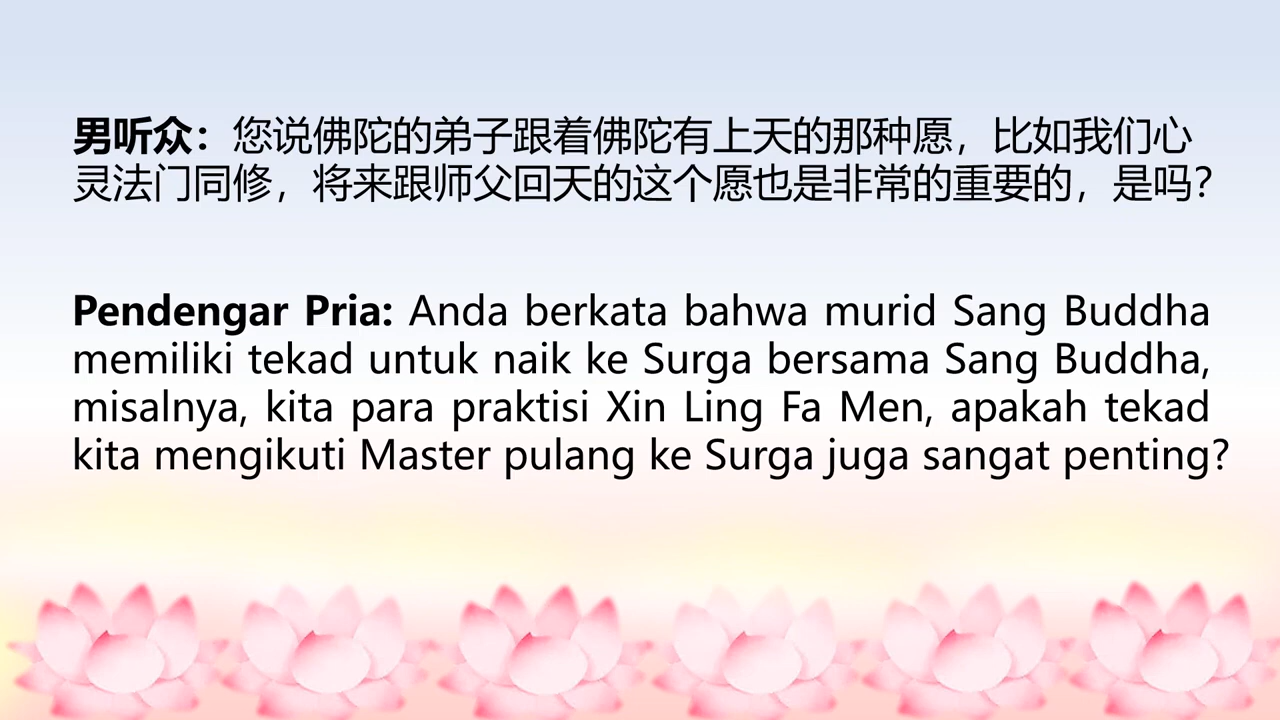 男听众：您说佛陀的弟子跟着佛陀有上天的那种愿，比如我们心
灵法门同修，将来跟师父回天的这个愿也是非常的重要的，是吗？
Pendengar Pria: Anda berkata bahwa murid Sang Buddha
memiliki tekad untuk naik ke Surga bersama Sang Buddha,
misalnya, kita para praktisi Xin Ling Fa Men, apakah tekad
kita mengikuti Master pulang ke Surga juga sangat penting?